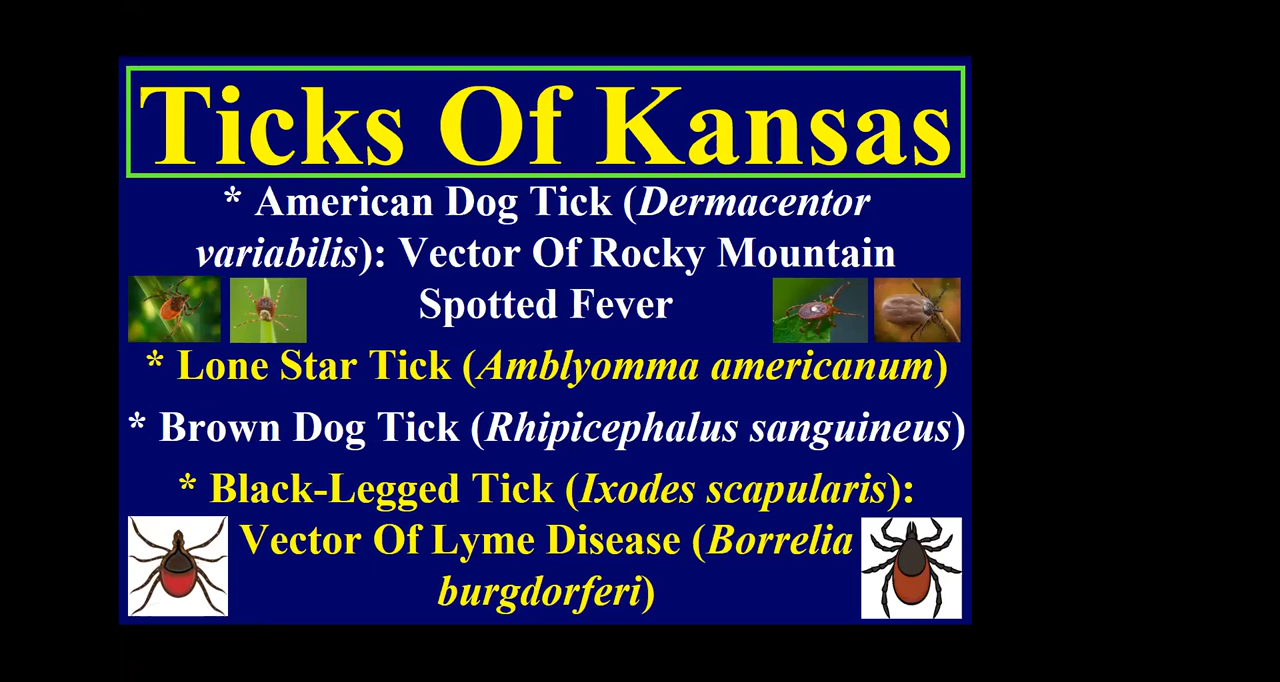 Ticks Of Kansas
* American Dog Tick (Dermacentor
variabilis): Vector Of Rocky Mountain
Spotted Fever
* Lone Star Tick (Amblyomma americanum)
* Brown Dog Tick (Rhipicephalus sanguineus)
* Black-Legged Tick (Ixodes scapularis):
Vector Of Lyme Disease (Borrelia
burgdorferi)